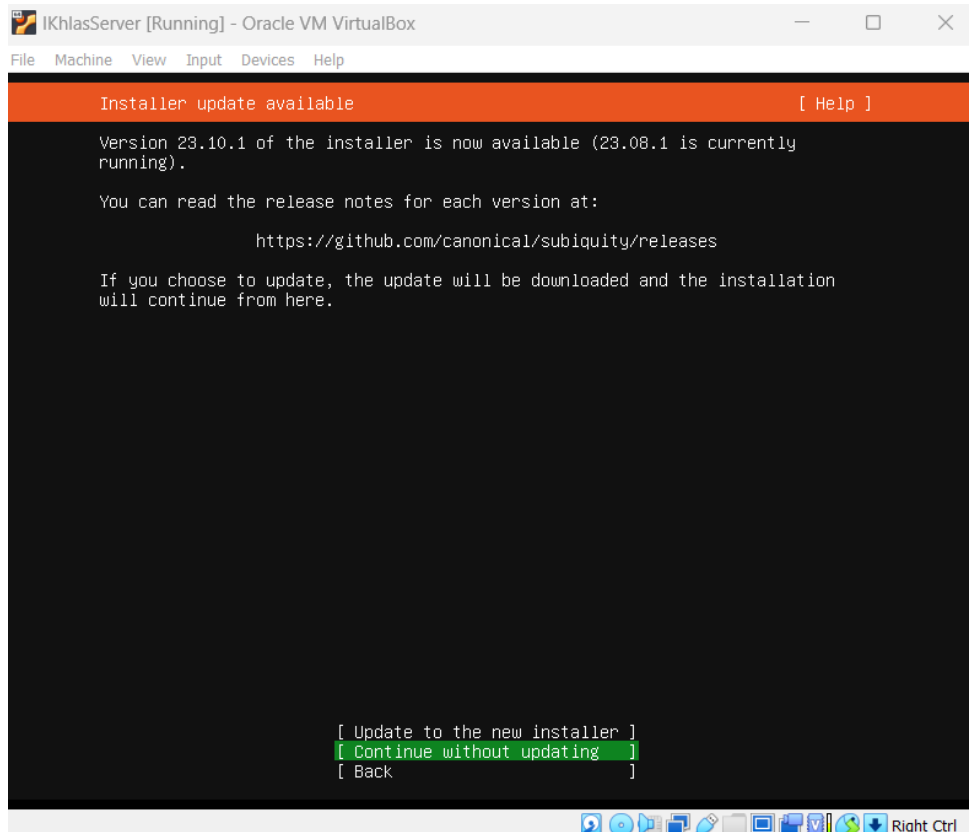 IKhlasServer [Running] - Oracle VM VirtualBox
File Machine View Input Devices Help
Installer update available [ Help ]
Version 23.10.1 of the installer is now available (23.08.1 is currently
running).
You can read the release notes for each version at:
https://github.com/canonical/subiquity/releases
If you choose to update, the update will be downloaded and the installation
will continue from here.
[ Update to the new installer ]
[ Continue without updating ]
[ Back ]
Right Ctrl